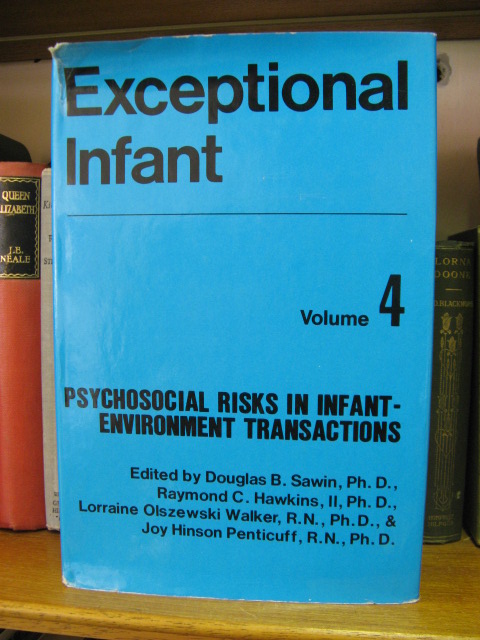 Exceptional
Infant
Volume 4
PSYCHOSOCIAL RISKS IN INFANT-
ENVIRONMENT TRANSACTIONS
Edited by Douglas B. Sawin, Ph.D.,
Raymond C. Hawkins, II, Ph.D.,
Lorraine Olszewski Walker, R.N., Ph.D., &
Joy Hinson Penticuff, R.N., Ph.D.
QUEEN
ELIZABETH
J.E.
NEALE
LORNA
DOONE